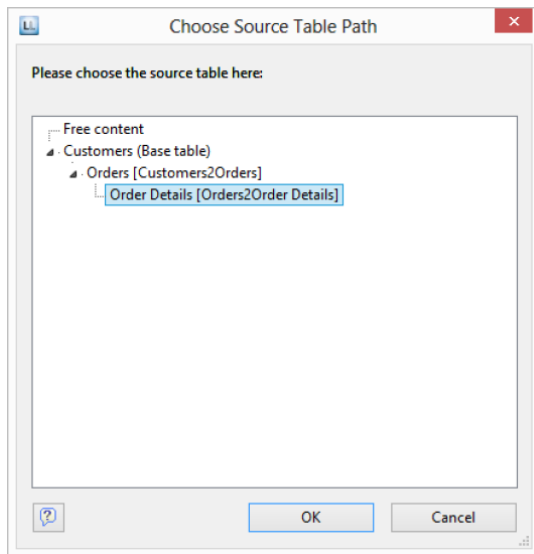 LL
Choose Source Table Path
Please choose the source table here:
Free content
Customers (Base table)
Orders [Customers2Orders]
Order Details [Orders2Order Details]
OK
Cancel